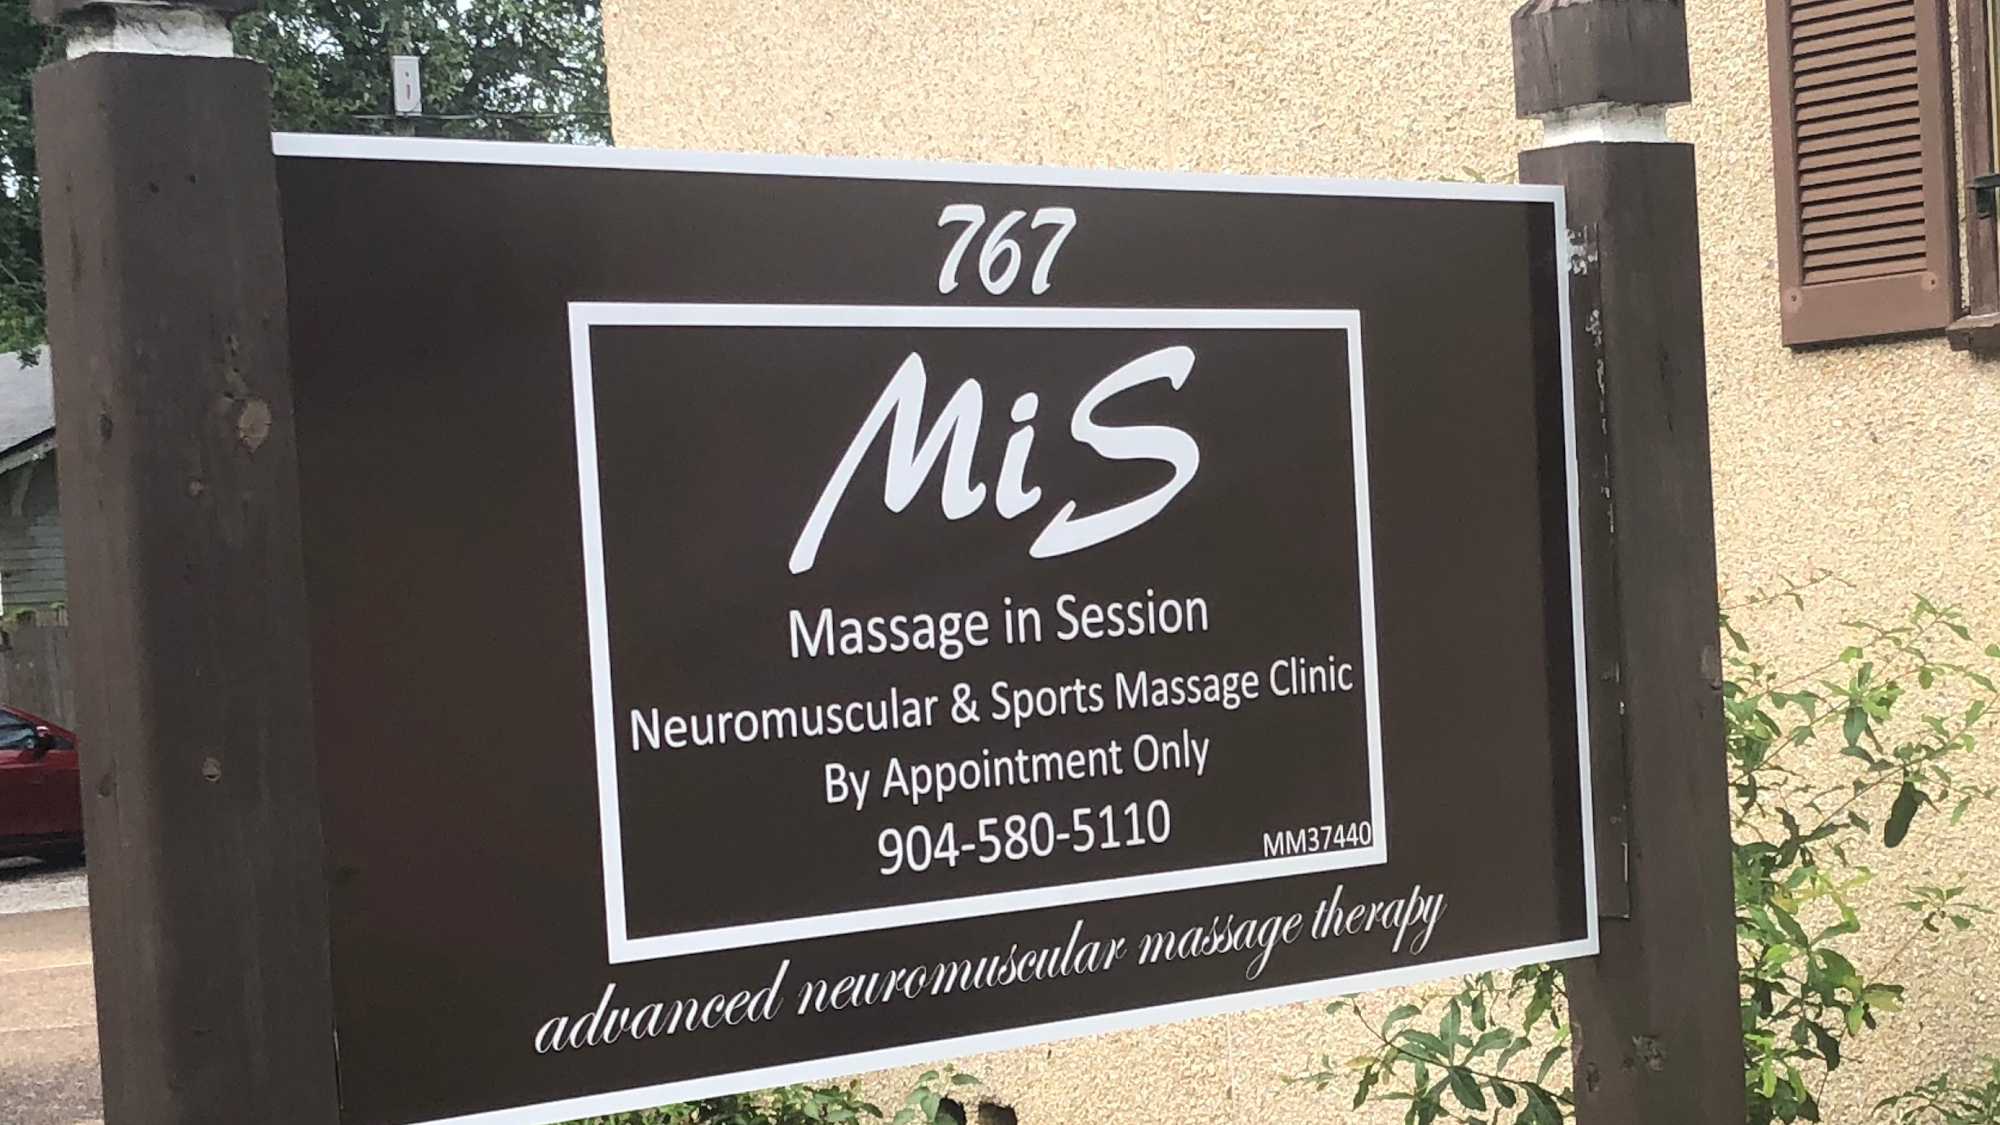 767
MiS
Massage in Session
Neuromuscular & Sports Massage Clinic
By Appointment Only
904-580-5110
MM37440
advanced neuromuscular massage therapy